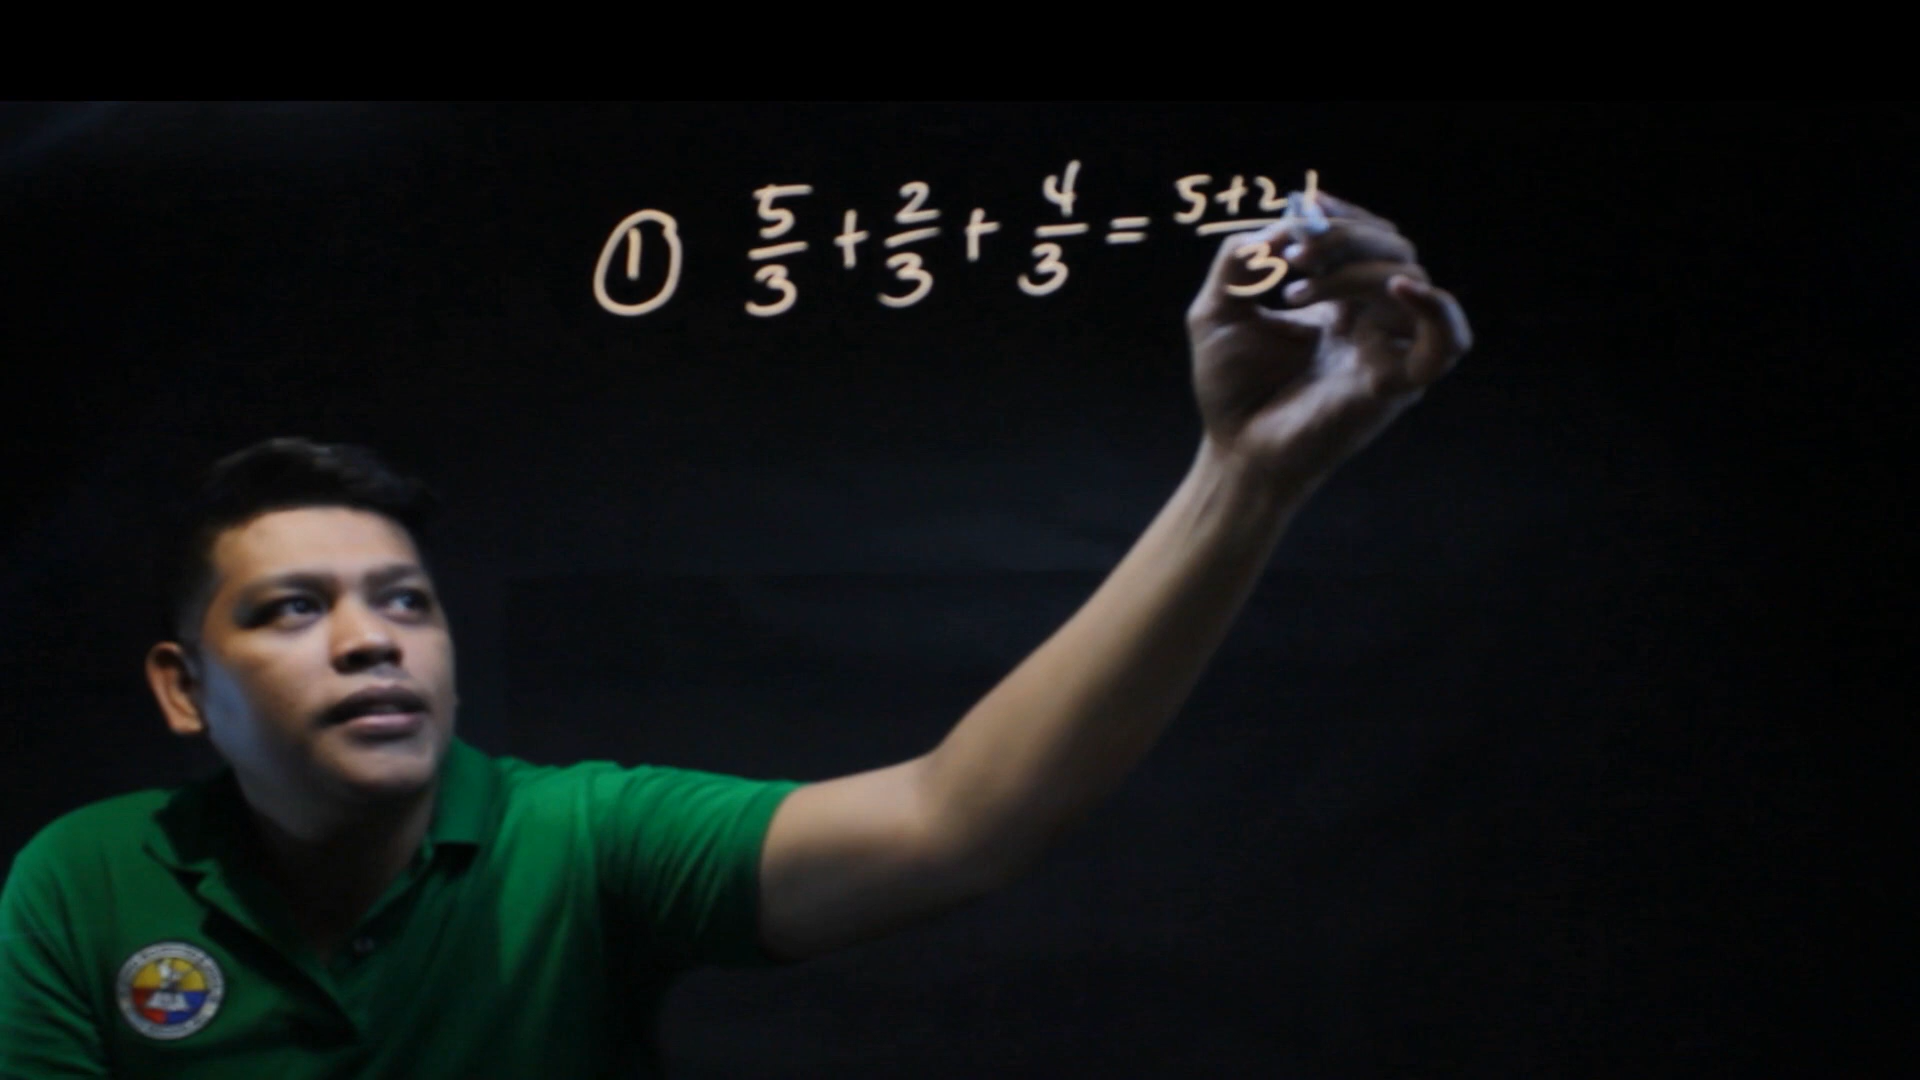 ① 5/3 + 2/3 + 4/3 = 5+2+/3